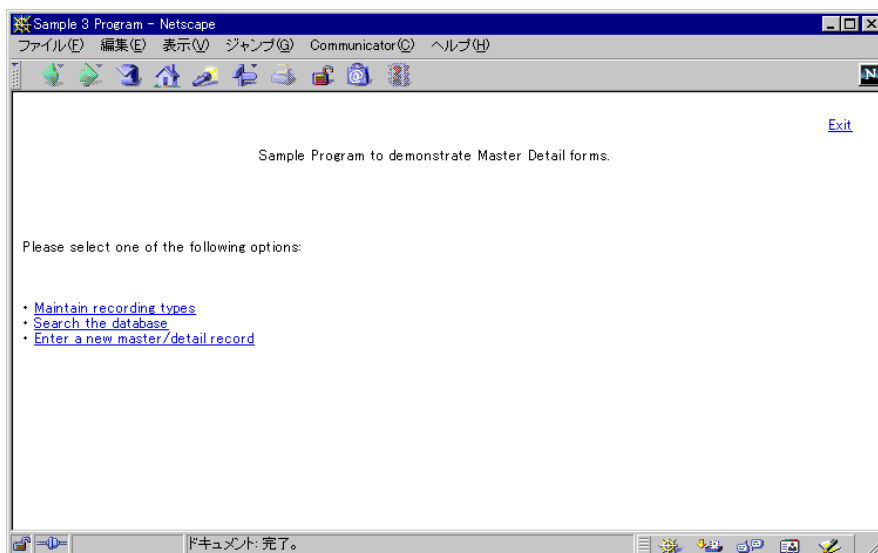 Sample 3 Program - Netscape
ファイル(F) 編集(E) 表示(V) ジャンプ(G) Communicator(C) ヘルプ(H)
N
Exit
Sample Program to demonstrate Master Detail forms.
Please select one of the following options:
・Maintain recording types
・Search the database
・Enter a new master/detail record
ドキュメント: 完了。